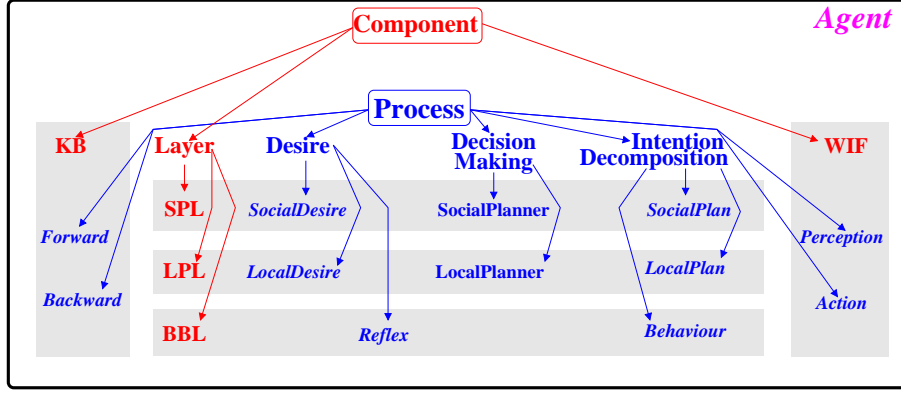 Agent
Component
Process
KB
Layer
Desire
Decision
Making
Intention
Decomposition
WIF
SPL
SocialDesire
SocialPlanner
SocialPlan
Forward
Perception
LPL
LocalDesire
LocalPlanner
LocalPlan
Backward
Action
BBL
Reflex
Behaviour